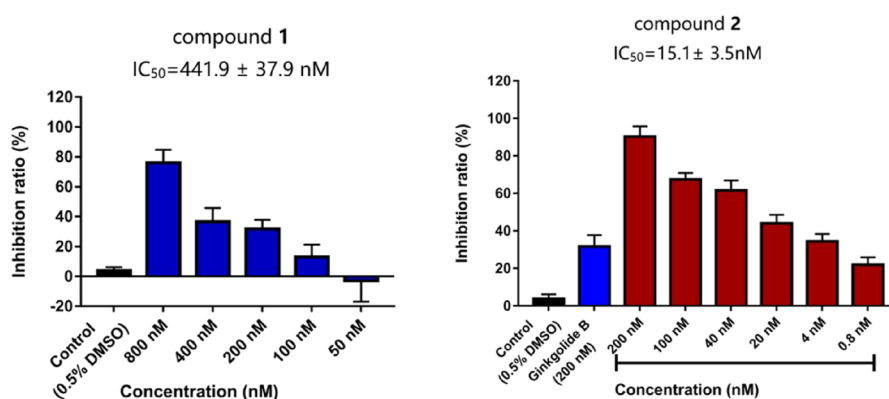 compound 1
IC₅₀=441.9 ± 37.9 nM
Inhibition ratio (%)
120
100
80
60
40
20
0
-20
Control
(0.5% DMSO)
800 nM
400 nM
200 nM
100 nM
50 nM
Concentration (nM)
compound 2
IC₅₀=15.1± 3.5nM
Inhibition ratio (%)
120
100
80
60
40
20
0
Control
(0.5% DMSO)
Ginkgolide B
(200 nM)
200 nM
100 nM
40 nM
20 nM
4 nM
0.8 nM
Concentration (nM)